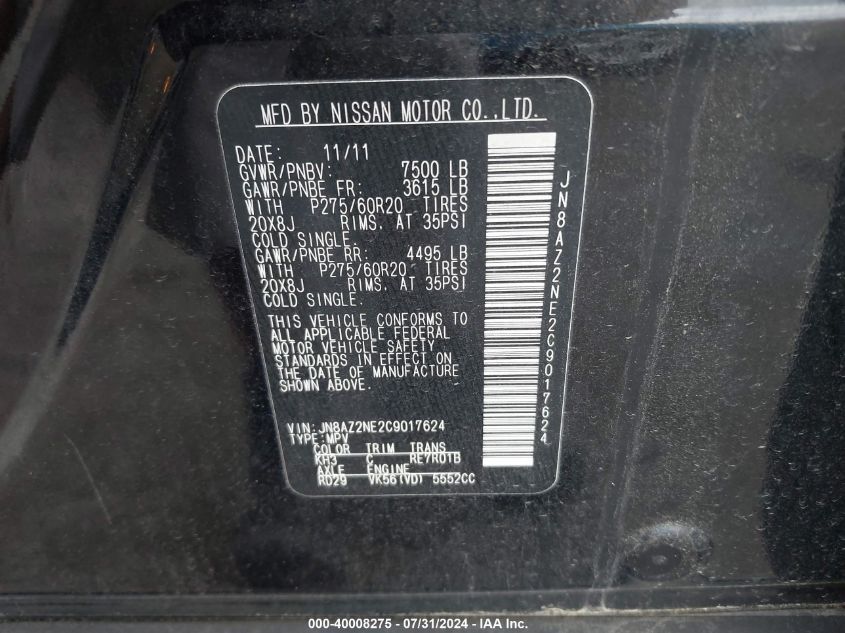 MFD BY NISSAN MOTOR CO.,LTD.
DATE: 11/11
GVWR/PNBV: 7500 LB
GAWR/PNBE FR: 3615 LB
WITH P275/60R20 TIRES
20X8J RIMS. AT 35PSI
COLD SINGLE.
GAWR/PNBE RR: 4495 LB
WITH P275/60R20 TIRES
20X8J RIMS. AT 35PSI
COLD SINGLE.
THIS VEHICLE CONFORMS TO
ALL APPLICABLE FEDERAL
MOTOR VEHICLE SAFETY
STANDARDS IN EFFECT ON
THE DATE OF MANUFACTURE
SHOWN ABOVE.
VIN: JN8AZ2NE2C9017624
TYPE:MPV
COLOR TRIM TRANS
KH3 C RE7R01B
AXLE ENGINE
RD29 VK56(VD) 5552CC
JN8AZ2NE2C9017624
000-40008275 - 07/31/2024 - IAA Inc.